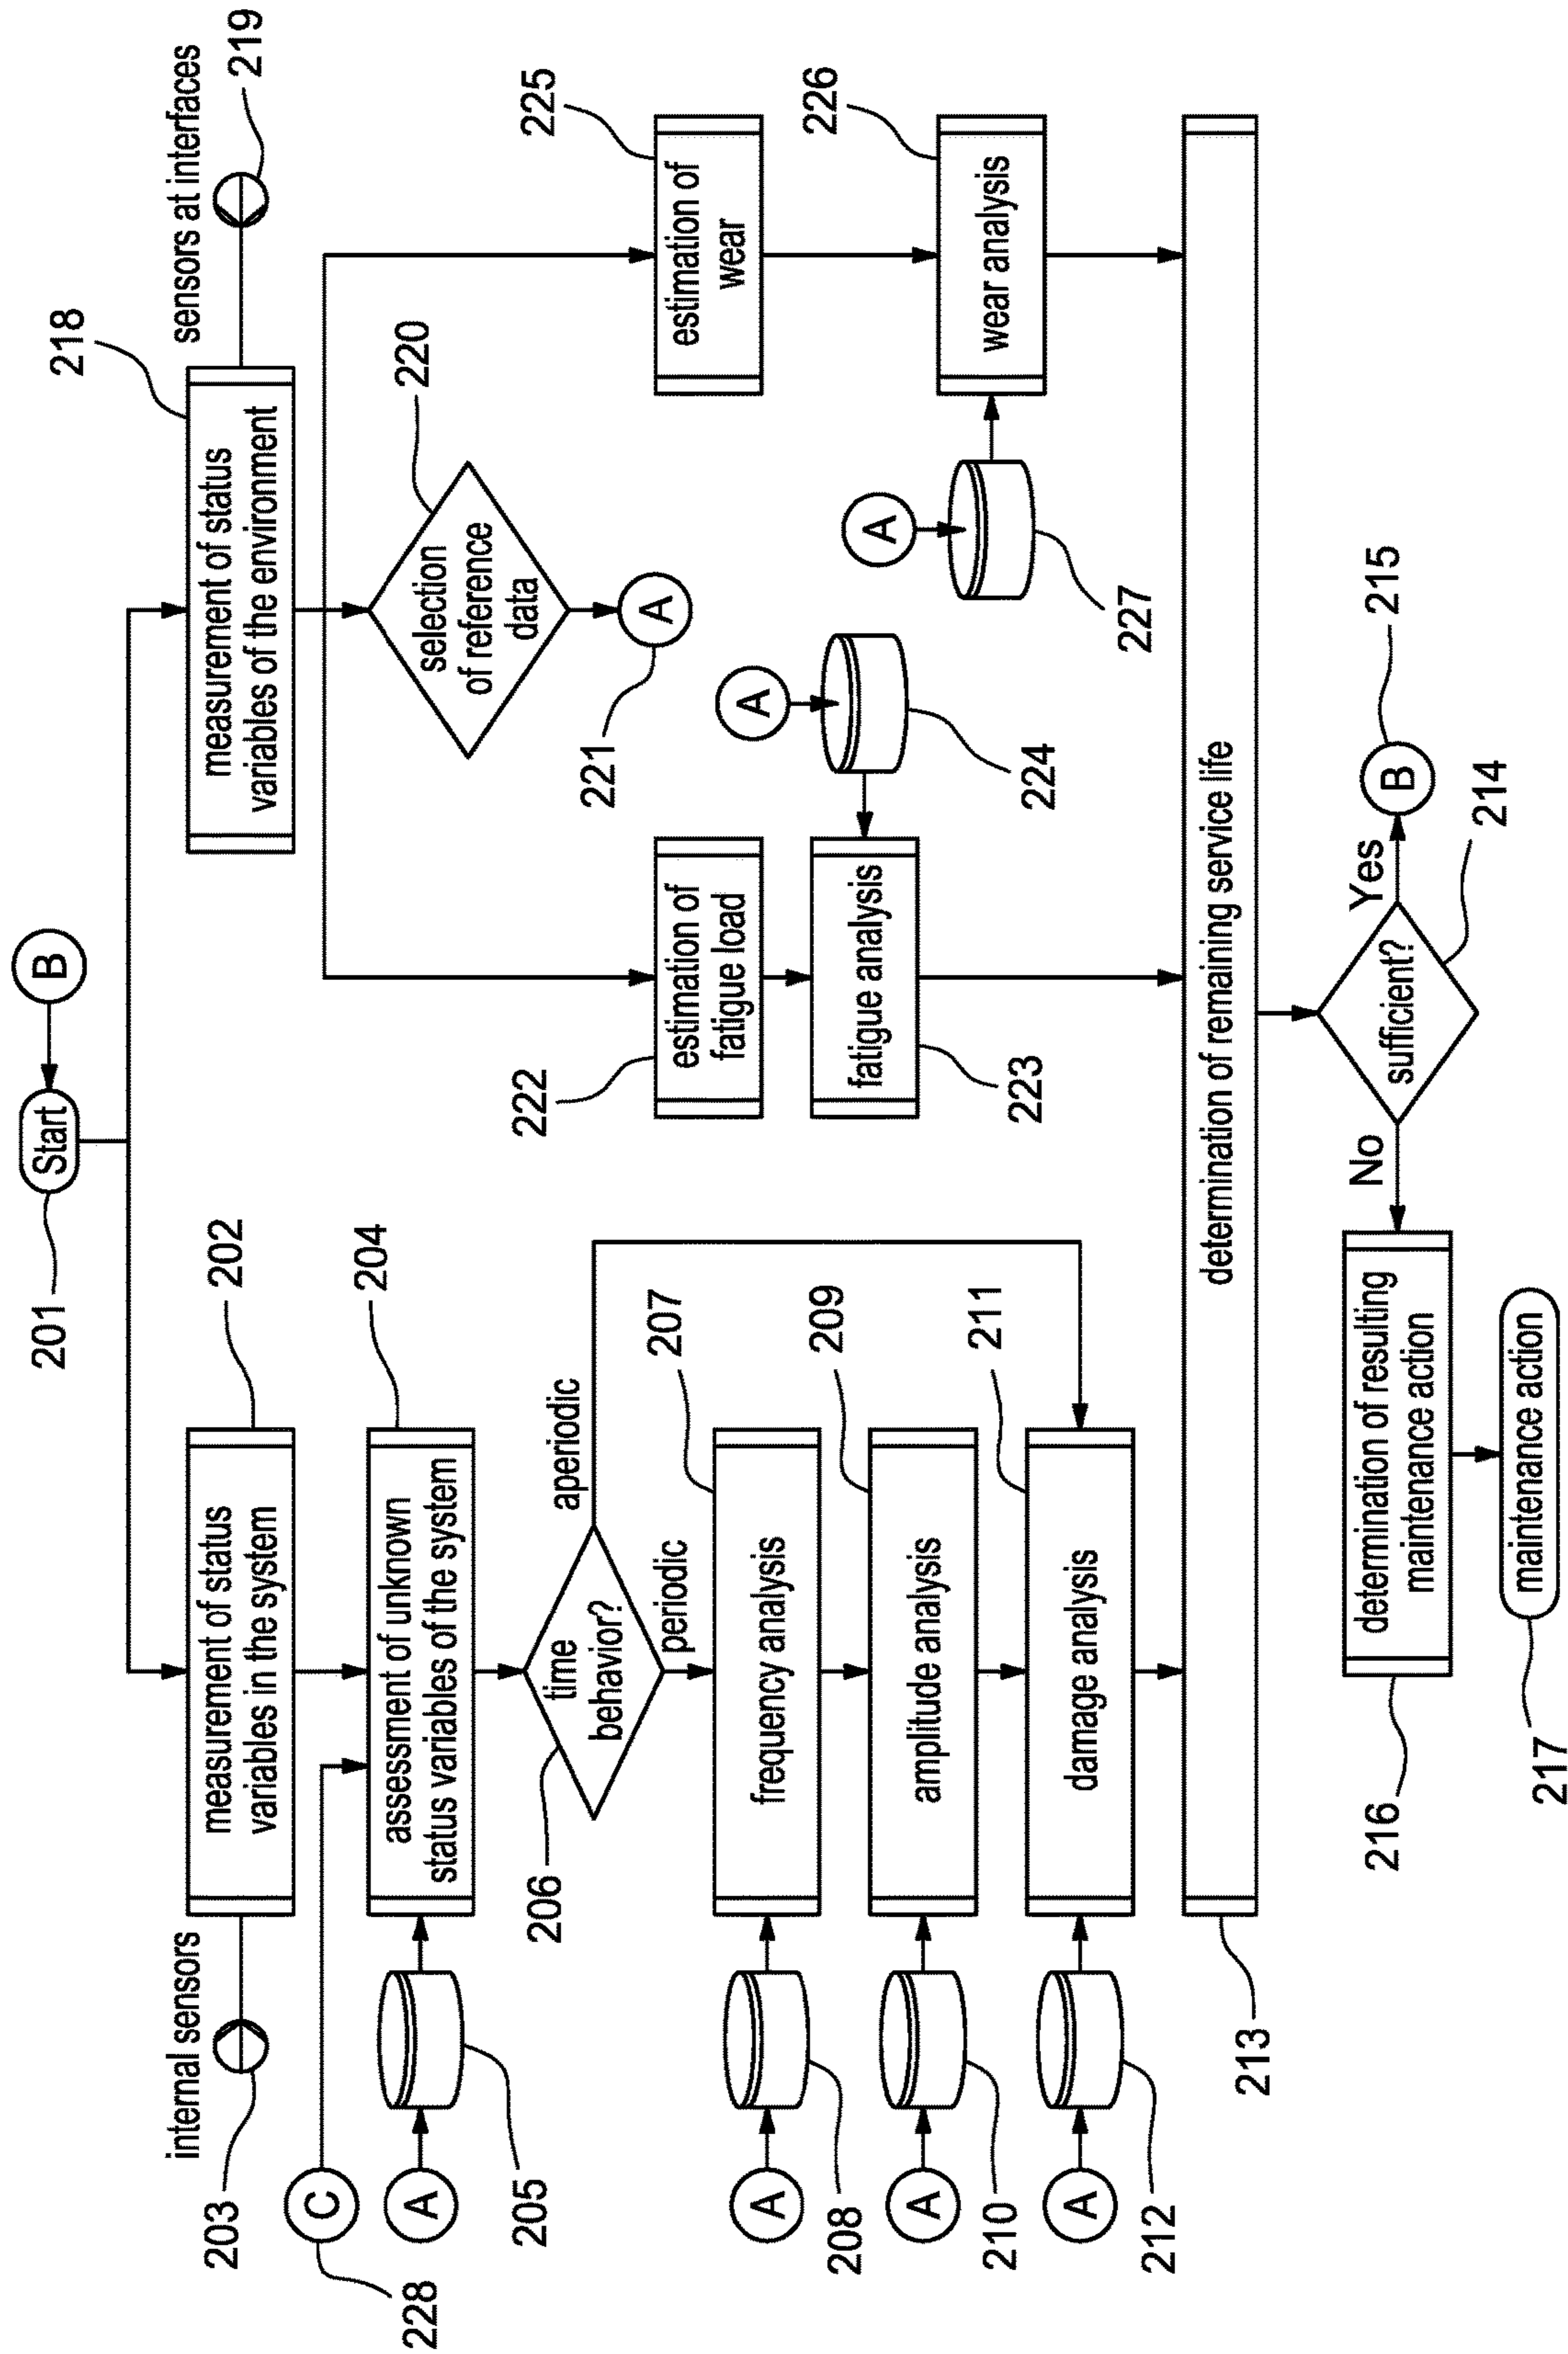 B
Start
201
202
measurement of status
variables in the system
internal sensors
203
C
228
204
assessment of unknown
status variables of the system
A
205
206
time
behavior?
aperiodic
periodic
207
frequency analysis
A
208
209
amplitude analysis
A
210
211
damage analysis
A
212
218
measurement of status
variables of the environment
sensors at interfaces
219
220
selection
of reference
data
A
221
222
estimation of
fatigue load
223
fatigue analysis
A
224
225
estimation of
wear
226
wear analysis
A
227
213
determination of remaining service life
214
sufficient?
Yes
B
215
No
determination of resulting
maintenance action
216
maintenance action
217